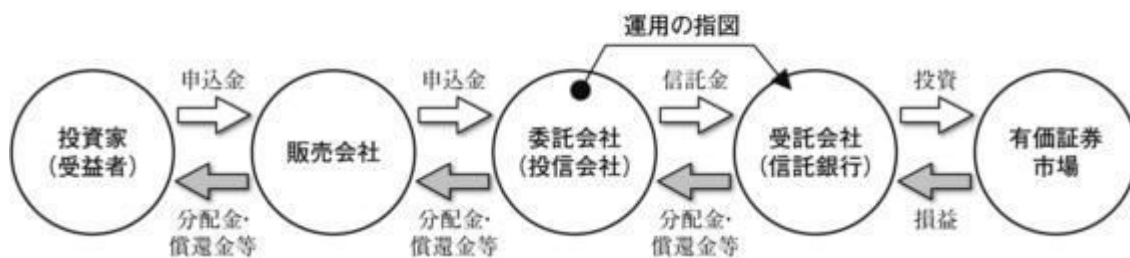 運用の指図
申込金
申込金
信託金
投資
投資家
(受益者)
販売会社
委託会社
(投信会社)
受託会社
(信託銀行)
有価証券
市場
分配金・
償還金等
分配金・
償還金等
分配金・
償還金等
損益